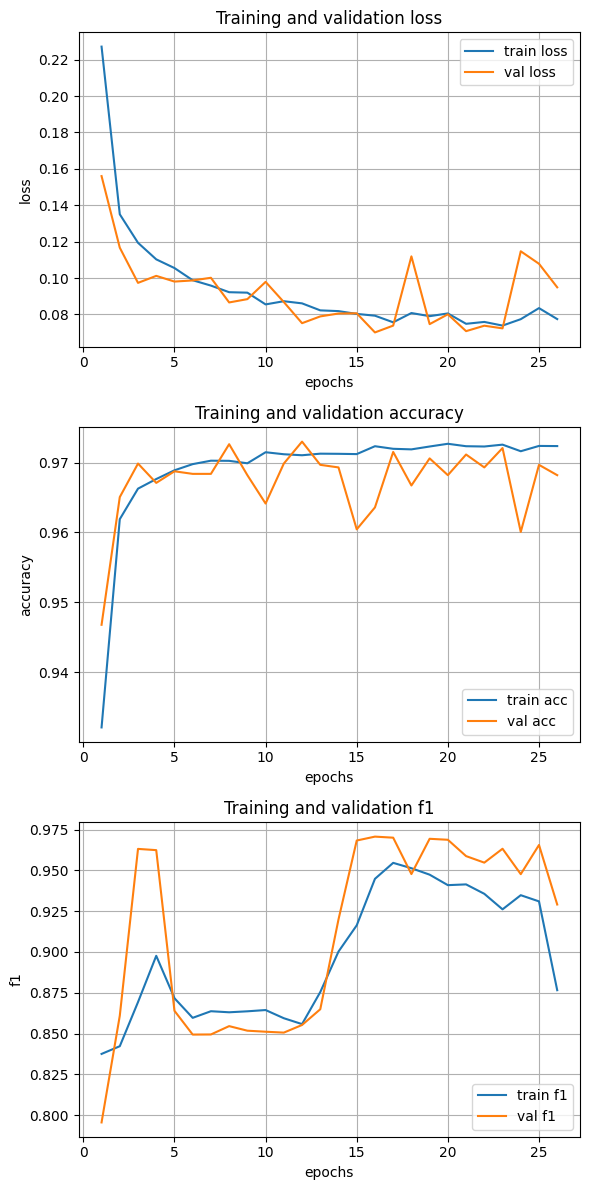 Training and validation loss
train loss
val loss
0.22
0.20
0.18
0.16
0.14
0.12
0.10
0.08
loss
0 5 10 15 20 25
epochs
Training and validation accuracy
0.97
0.96
0.95
0.94
accuracy
train acc
val acc
0 5 10 15 20 25
epochs
Training and validation f1
0.975
0.950
0.925
0.900
0.875
0.850
0.825
0.800
f1
train f1
val f1
0 5 10 15 20 25
epochs